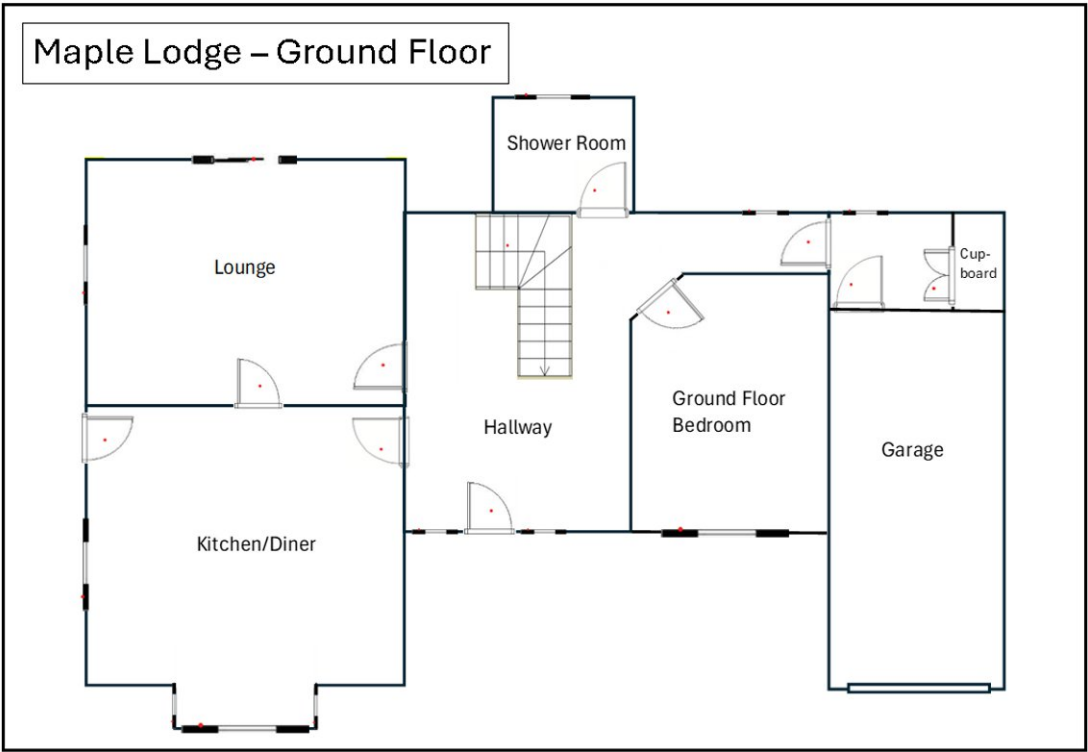 Maple Lodge – Ground Floor
Shower Room
Lounge
Cup-
board
Ground Floor
Bedroom
Hallway
Garage
Kitchen/Diner